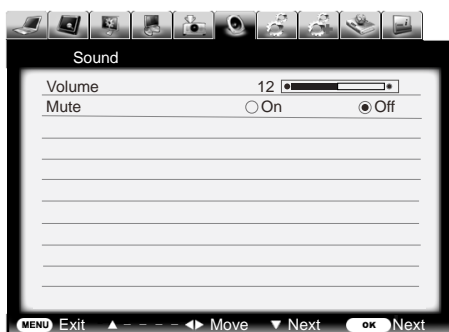 Sound
Volume 12
Mute On Off
MENU Exit ▲ - - - - ◀▶ Move ▼ Next OK Next